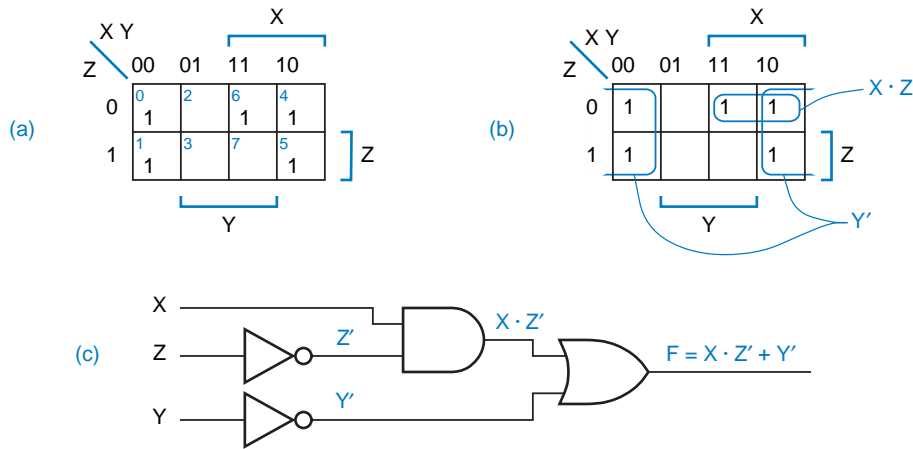 (a)
X Y
Z
X
00 01 11 10
0
0 1
2
6 1
4 1
1
1 1
3
7
5 1
Z
Y
(b)
X Y
Z
X
00 01 11 10
0 1 1 1
X · Z
1 1 1
Z
Y
Y′
(c)
X
Z
Y
Z′
Y′
X · Z′
F = X · Z′ + Y′